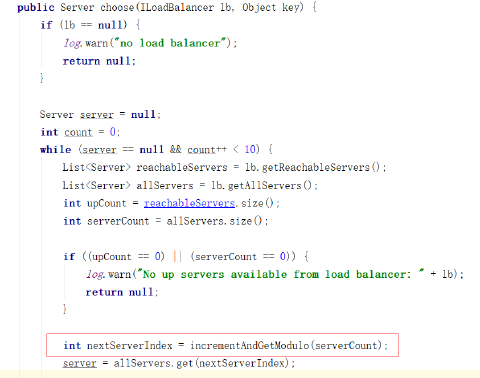 public Server choose(ILoadBalancer lb, Object key) {
if (lb == null) {
log.warn("no load balancer");
return null;
}
Server server = null;
int count = 0;
while (server == null && count++ < 10) {
List<Server> reachableServers = lb.getReachableServers();
List<Server> allServers = lb.getAllServers();
int upCount = reachableServers.size();
int serverCount = allServers.size();
if ((upCount == 0) || (serverCount == 0)) {
log.warn("No up servers available from load balancer: " + lb);
return null;
}
int nextServerIndex = incrementAndGetModulo(serverCount);
server = allServers.get(nextServerIndex);